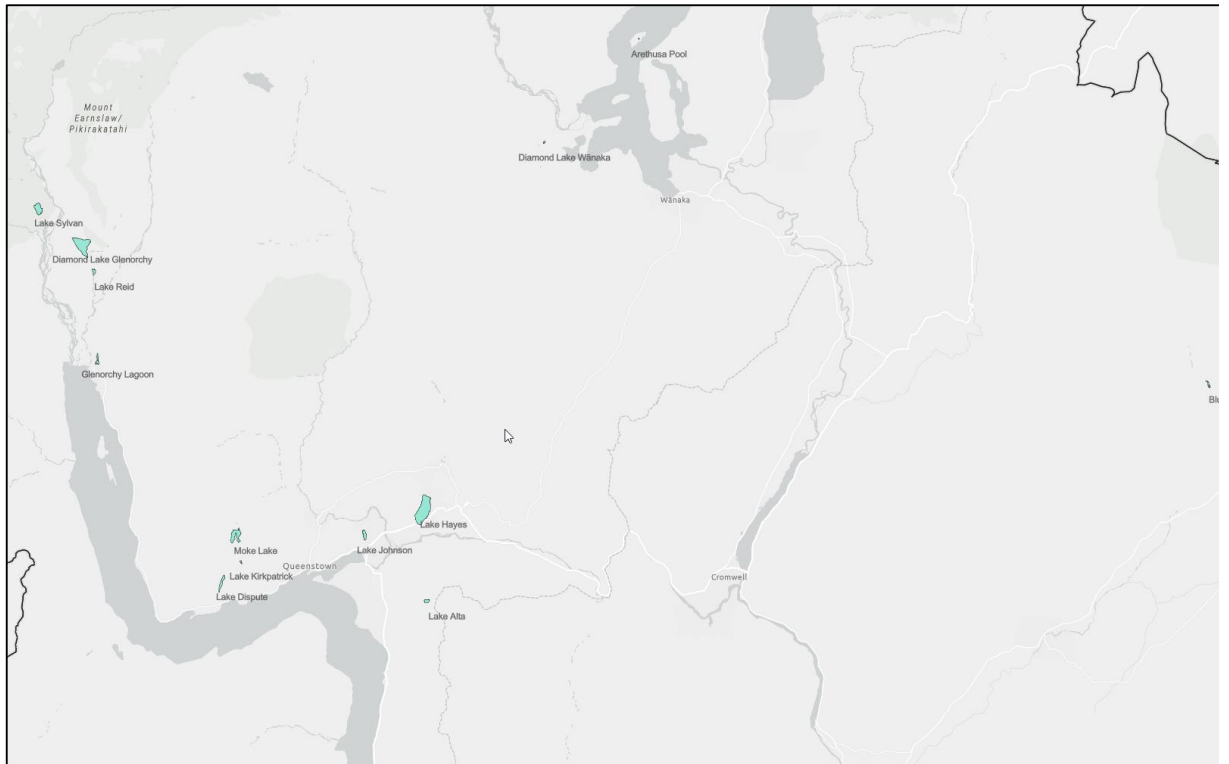 Arethusa Pool
Mount
Earnslaw/
Pikirakatahi
Diamond Lake Wānaka
Wānaka
Lake Sylvan
Diamond Lake Glenorchy
Lake Reid
Glenorchy Lagoon
Blu
Lake Hayes
Moke Lake
Lake Johnson
Queenstown
Lake Kirkpatrick
Cromwell
Lake Dispute
Lake Alta